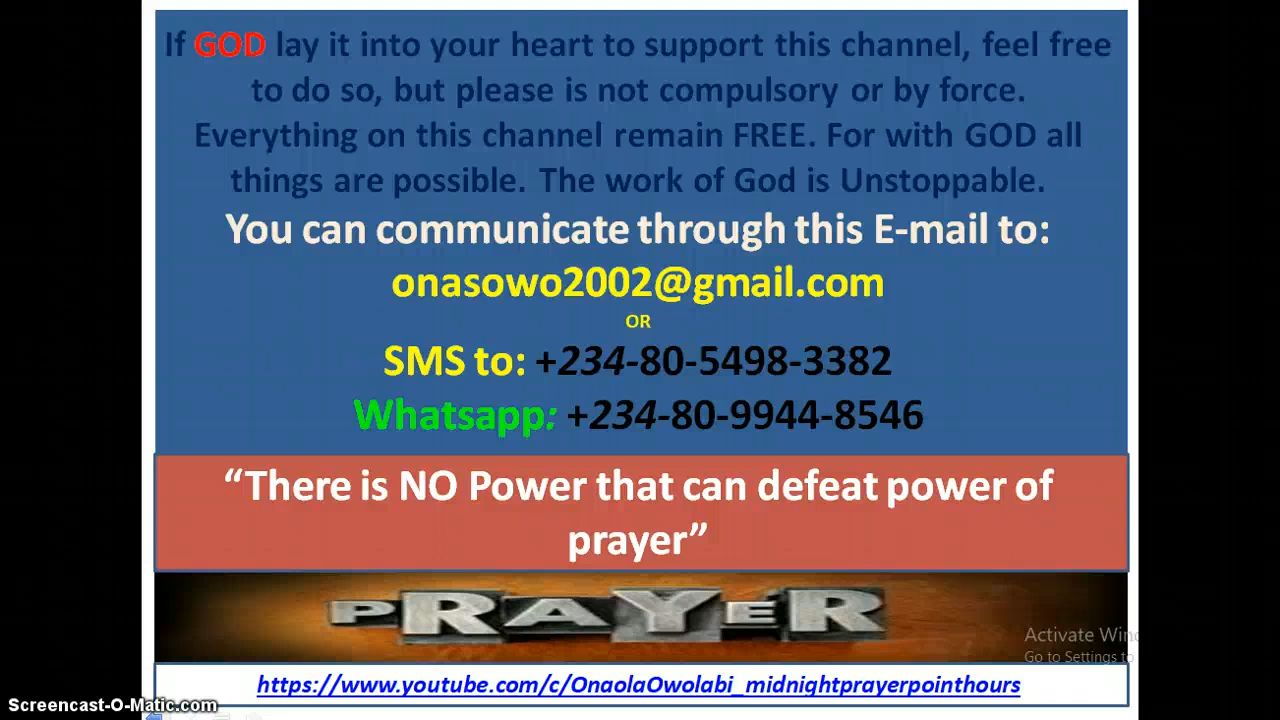 If GOD lay it into your heart to support this channel, feel free
to do so, but please is not compulsory or by force.
Everything on this channel remain FREE. For with GOD all
things are possible. The work of God is Unstoppable.
You can communicate through this E-mail to:
onasowo2002@gmail.com
OR
SMS to: +234-80-5498-3382
Whatsapp: +234-80-9944-8546
“There is NO Power that can defeat power of
prayer”
PRAYER
Activate Win
Go to Settings to
https://www.youtube.com/c/OnaolaOwolabi_midnightprayerpointhours
Screencast-O-Matic.com